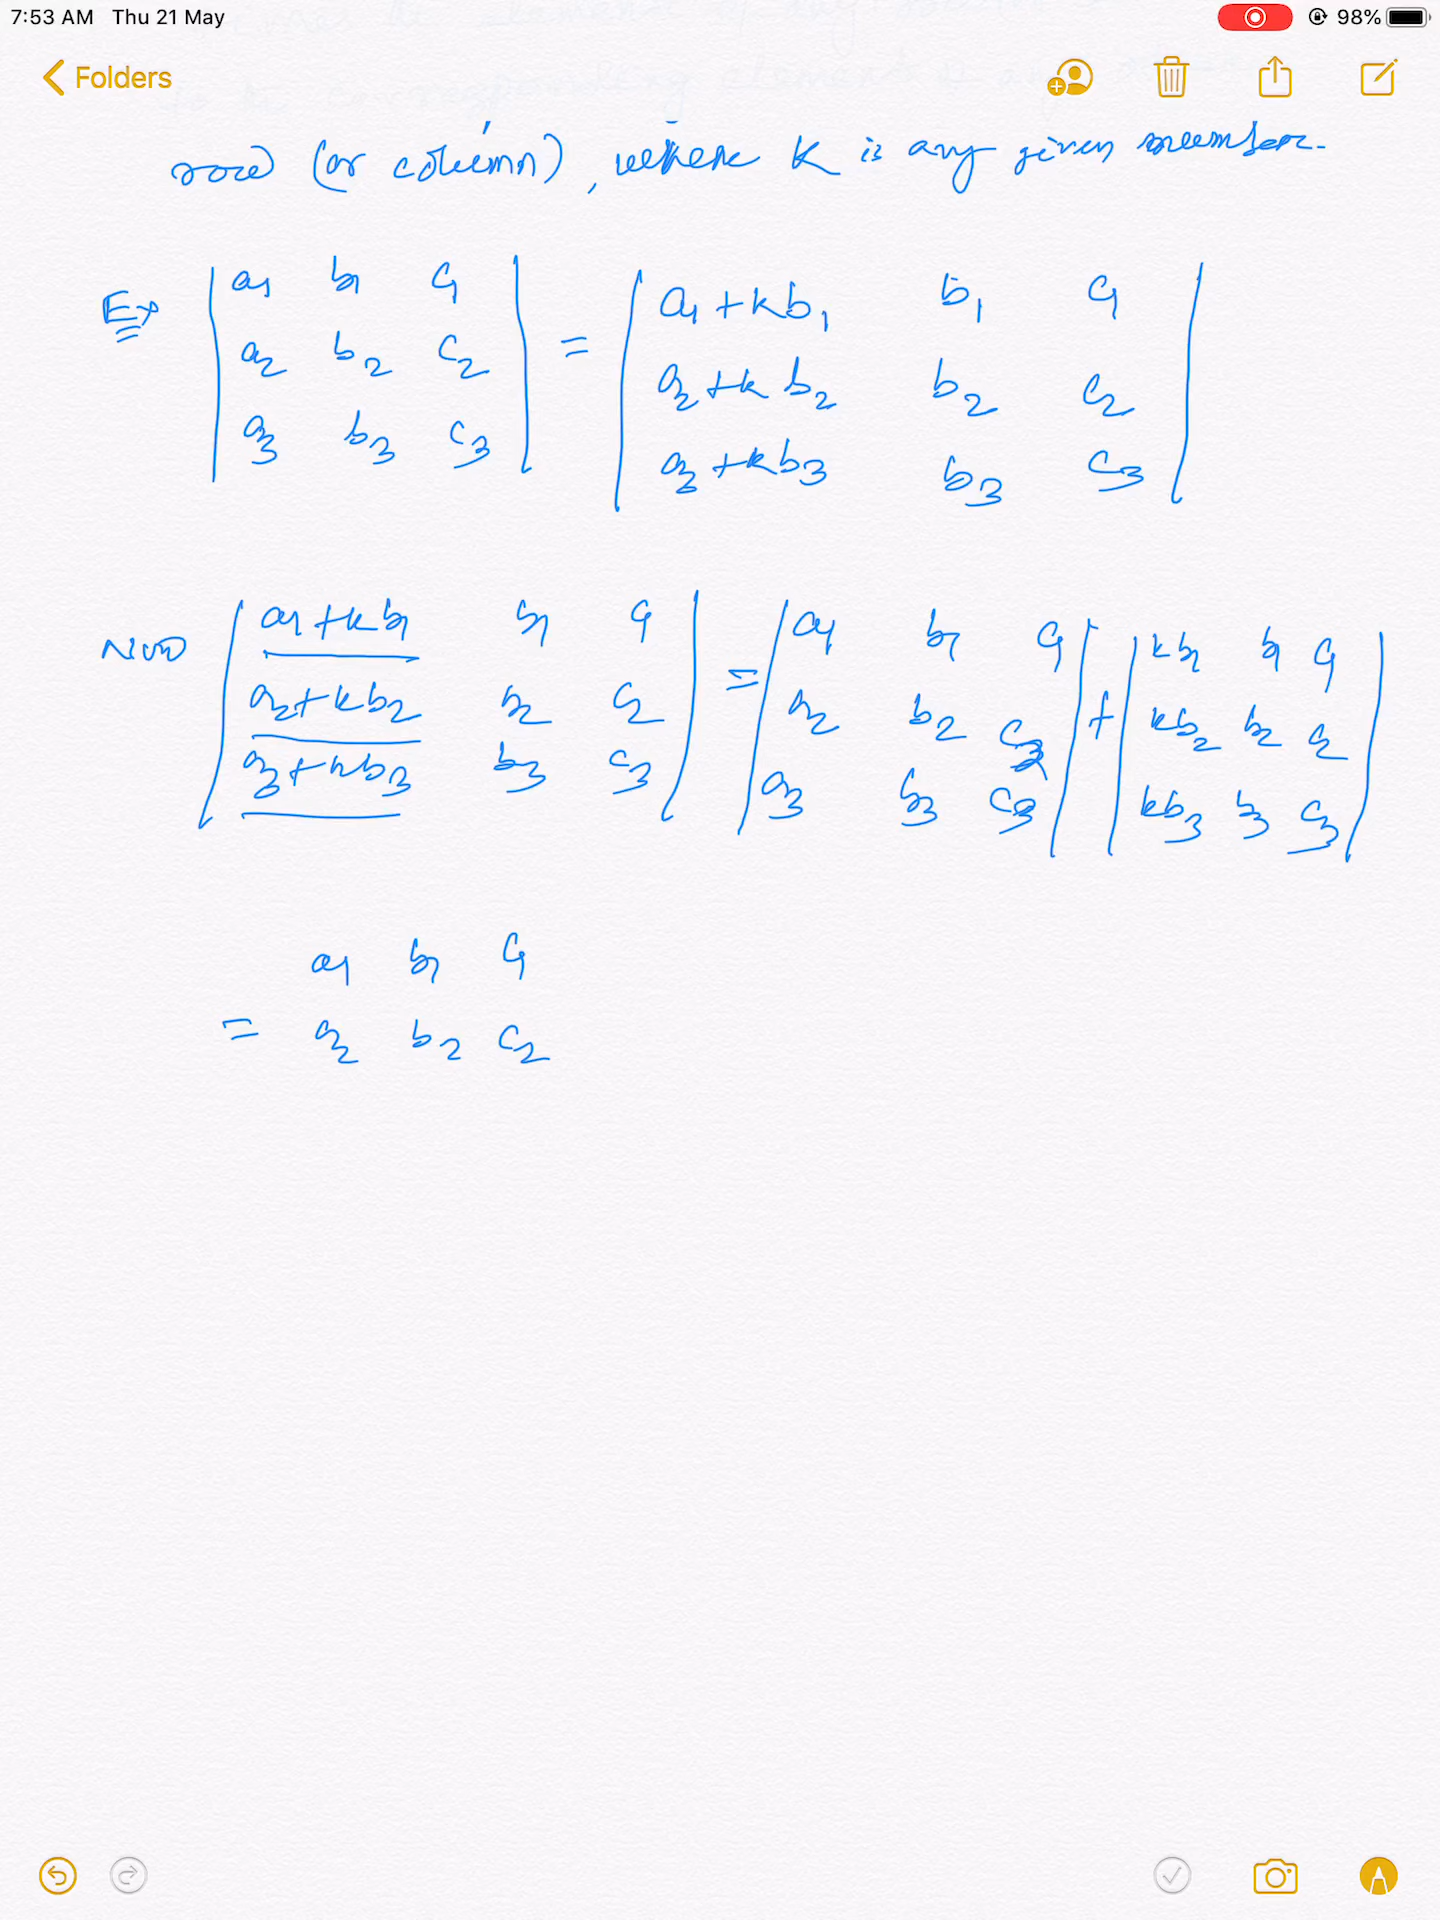 7:53 AM Thu 21 May 98%
Folders
row (or column), where K is any given number.
Ex | a1 b1 c1 | = | a1+kb1 b1 c1 |
| a2 b2 c2 | | a2+kb2 b2 c2 |
| a3 b3 c3 | | a3+kb3 b3 c3 |
Now | a1+kb1 b1 c1 | = | a1 b1 c1 | + | kb1 b1 c1 |
| a2+kb2 b2 c2 | | a2 b2 c2 | | kb2 b2 c2 |
| a3+kb3 b3 c3 | | a3 b3 c3 | | kb3 b3 c3 |
a1 b1 c1
= a2 b2 c2